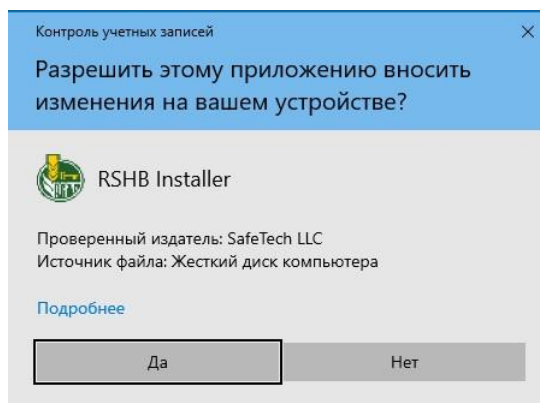 Контроль учетных записей
Разрешить этому приложению вносить
изменения на вашем устройстве?
RSHB Installer
Проверенный издатель: SafeTech LLC
Источник файла: Жесткий диск компьютера
Подробнее
Да
Нет